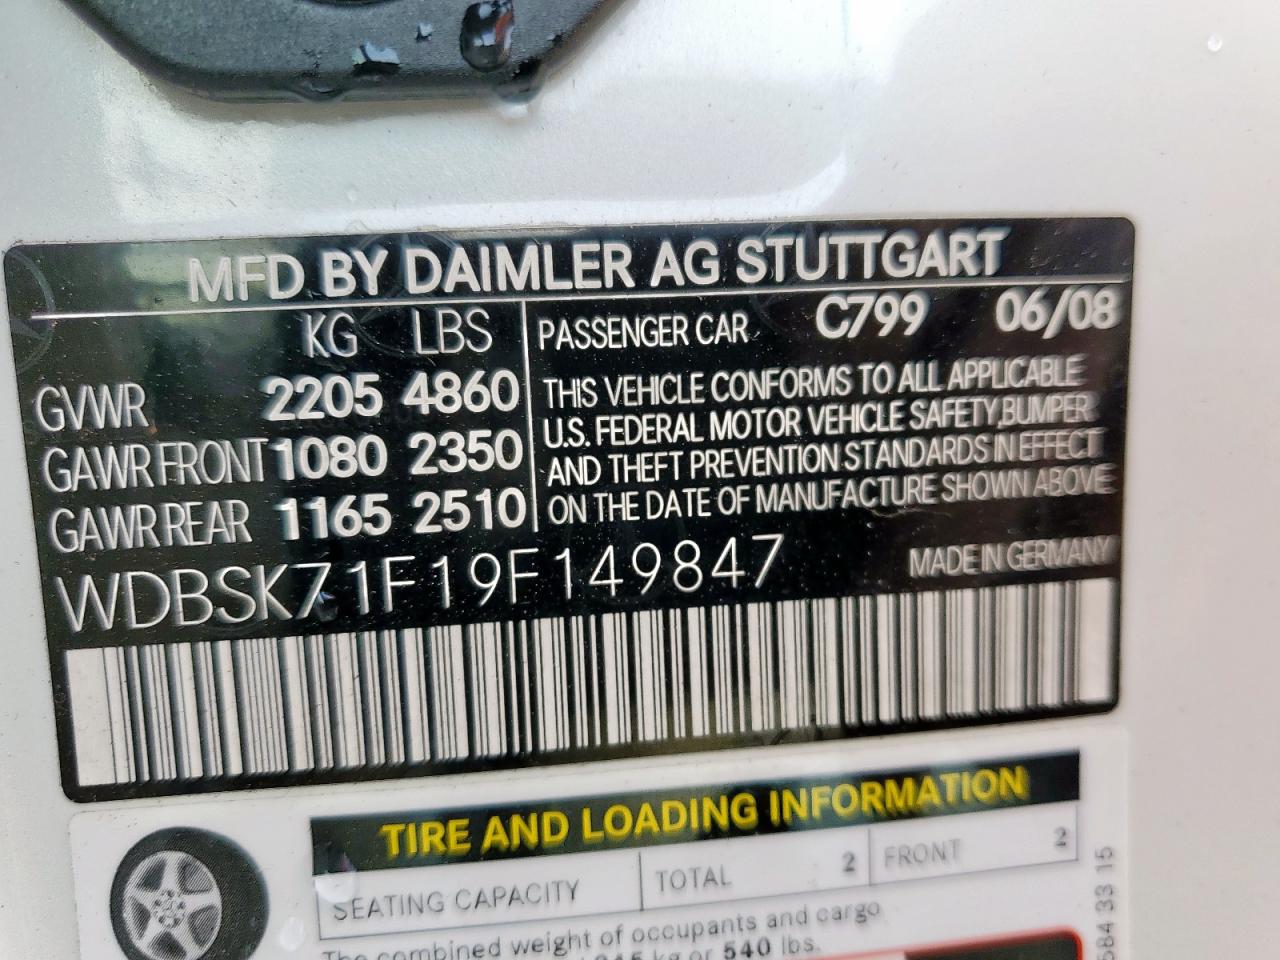 MFD BY DAIMLER AG STUTTGART
KG LBS
GVWR 2205 4860
GAWR FRONT 1080 2350
GAWR REAR 1165 2510
PASSENGER CAR C799 06/08
THIS VEHICLE CONFORMS TO ALL APPLICABLE
U.S. FEDERAL MOTOR VEHICLE SAFETY,BUMPER
AND THEFT PREVENTION STANDARDS IN EFFECT
ON THE DATE OF MANUFACTURE SHOWN ABOVE
WDBSK71F19F149847 MADE IN GERMANY
TIRE AND LOADING INFORMATION
SEATING CAPACITY TOTAL 2 FRONT 2
The combined weight of occupants and cargo
kg or 540 lbs.
584 33 15